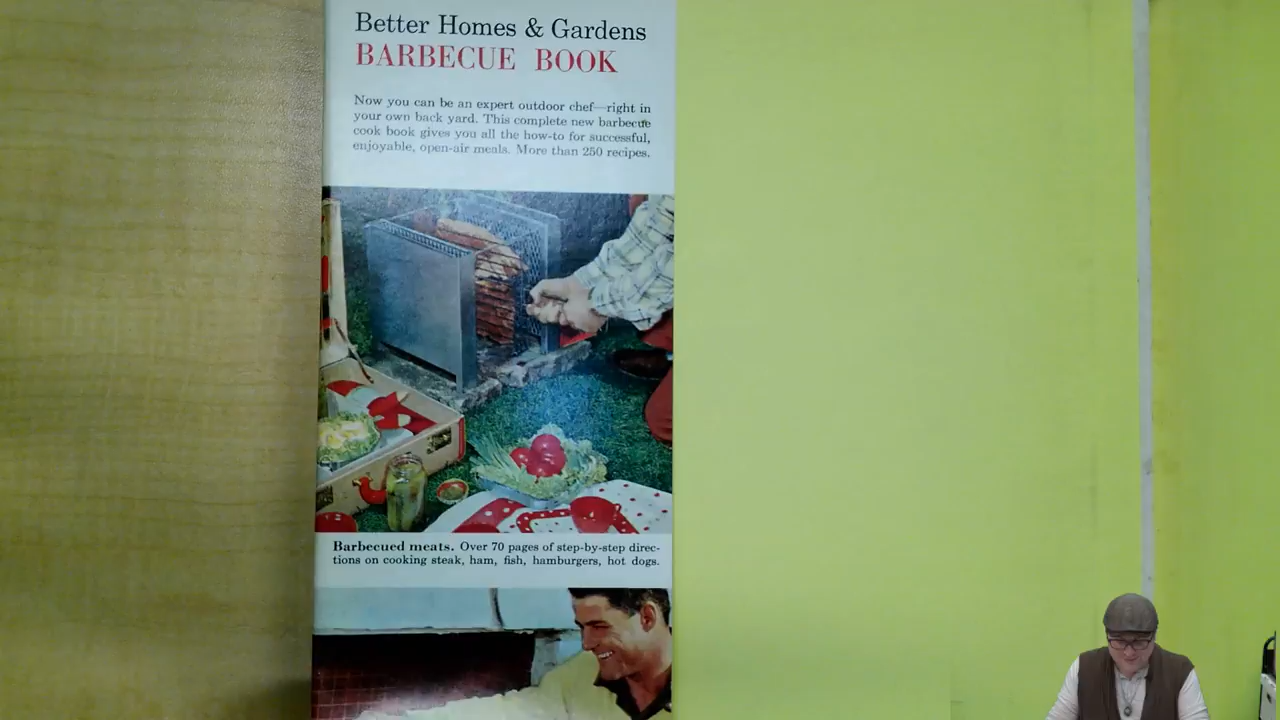 Better Homes & Gardens
BARBECUE BOOK
Now you can be an expert outdoor chef—right in
your own back yard. This complete new barbecue
cook book gives you all the how-to for successful,
enjoyable, open-air meals. More than 250 recipes.
Barbecued meats. Over 70 pages of step-by-step direc-
tions on cooking steak, ham, fish, hamburgers, hot dogs.